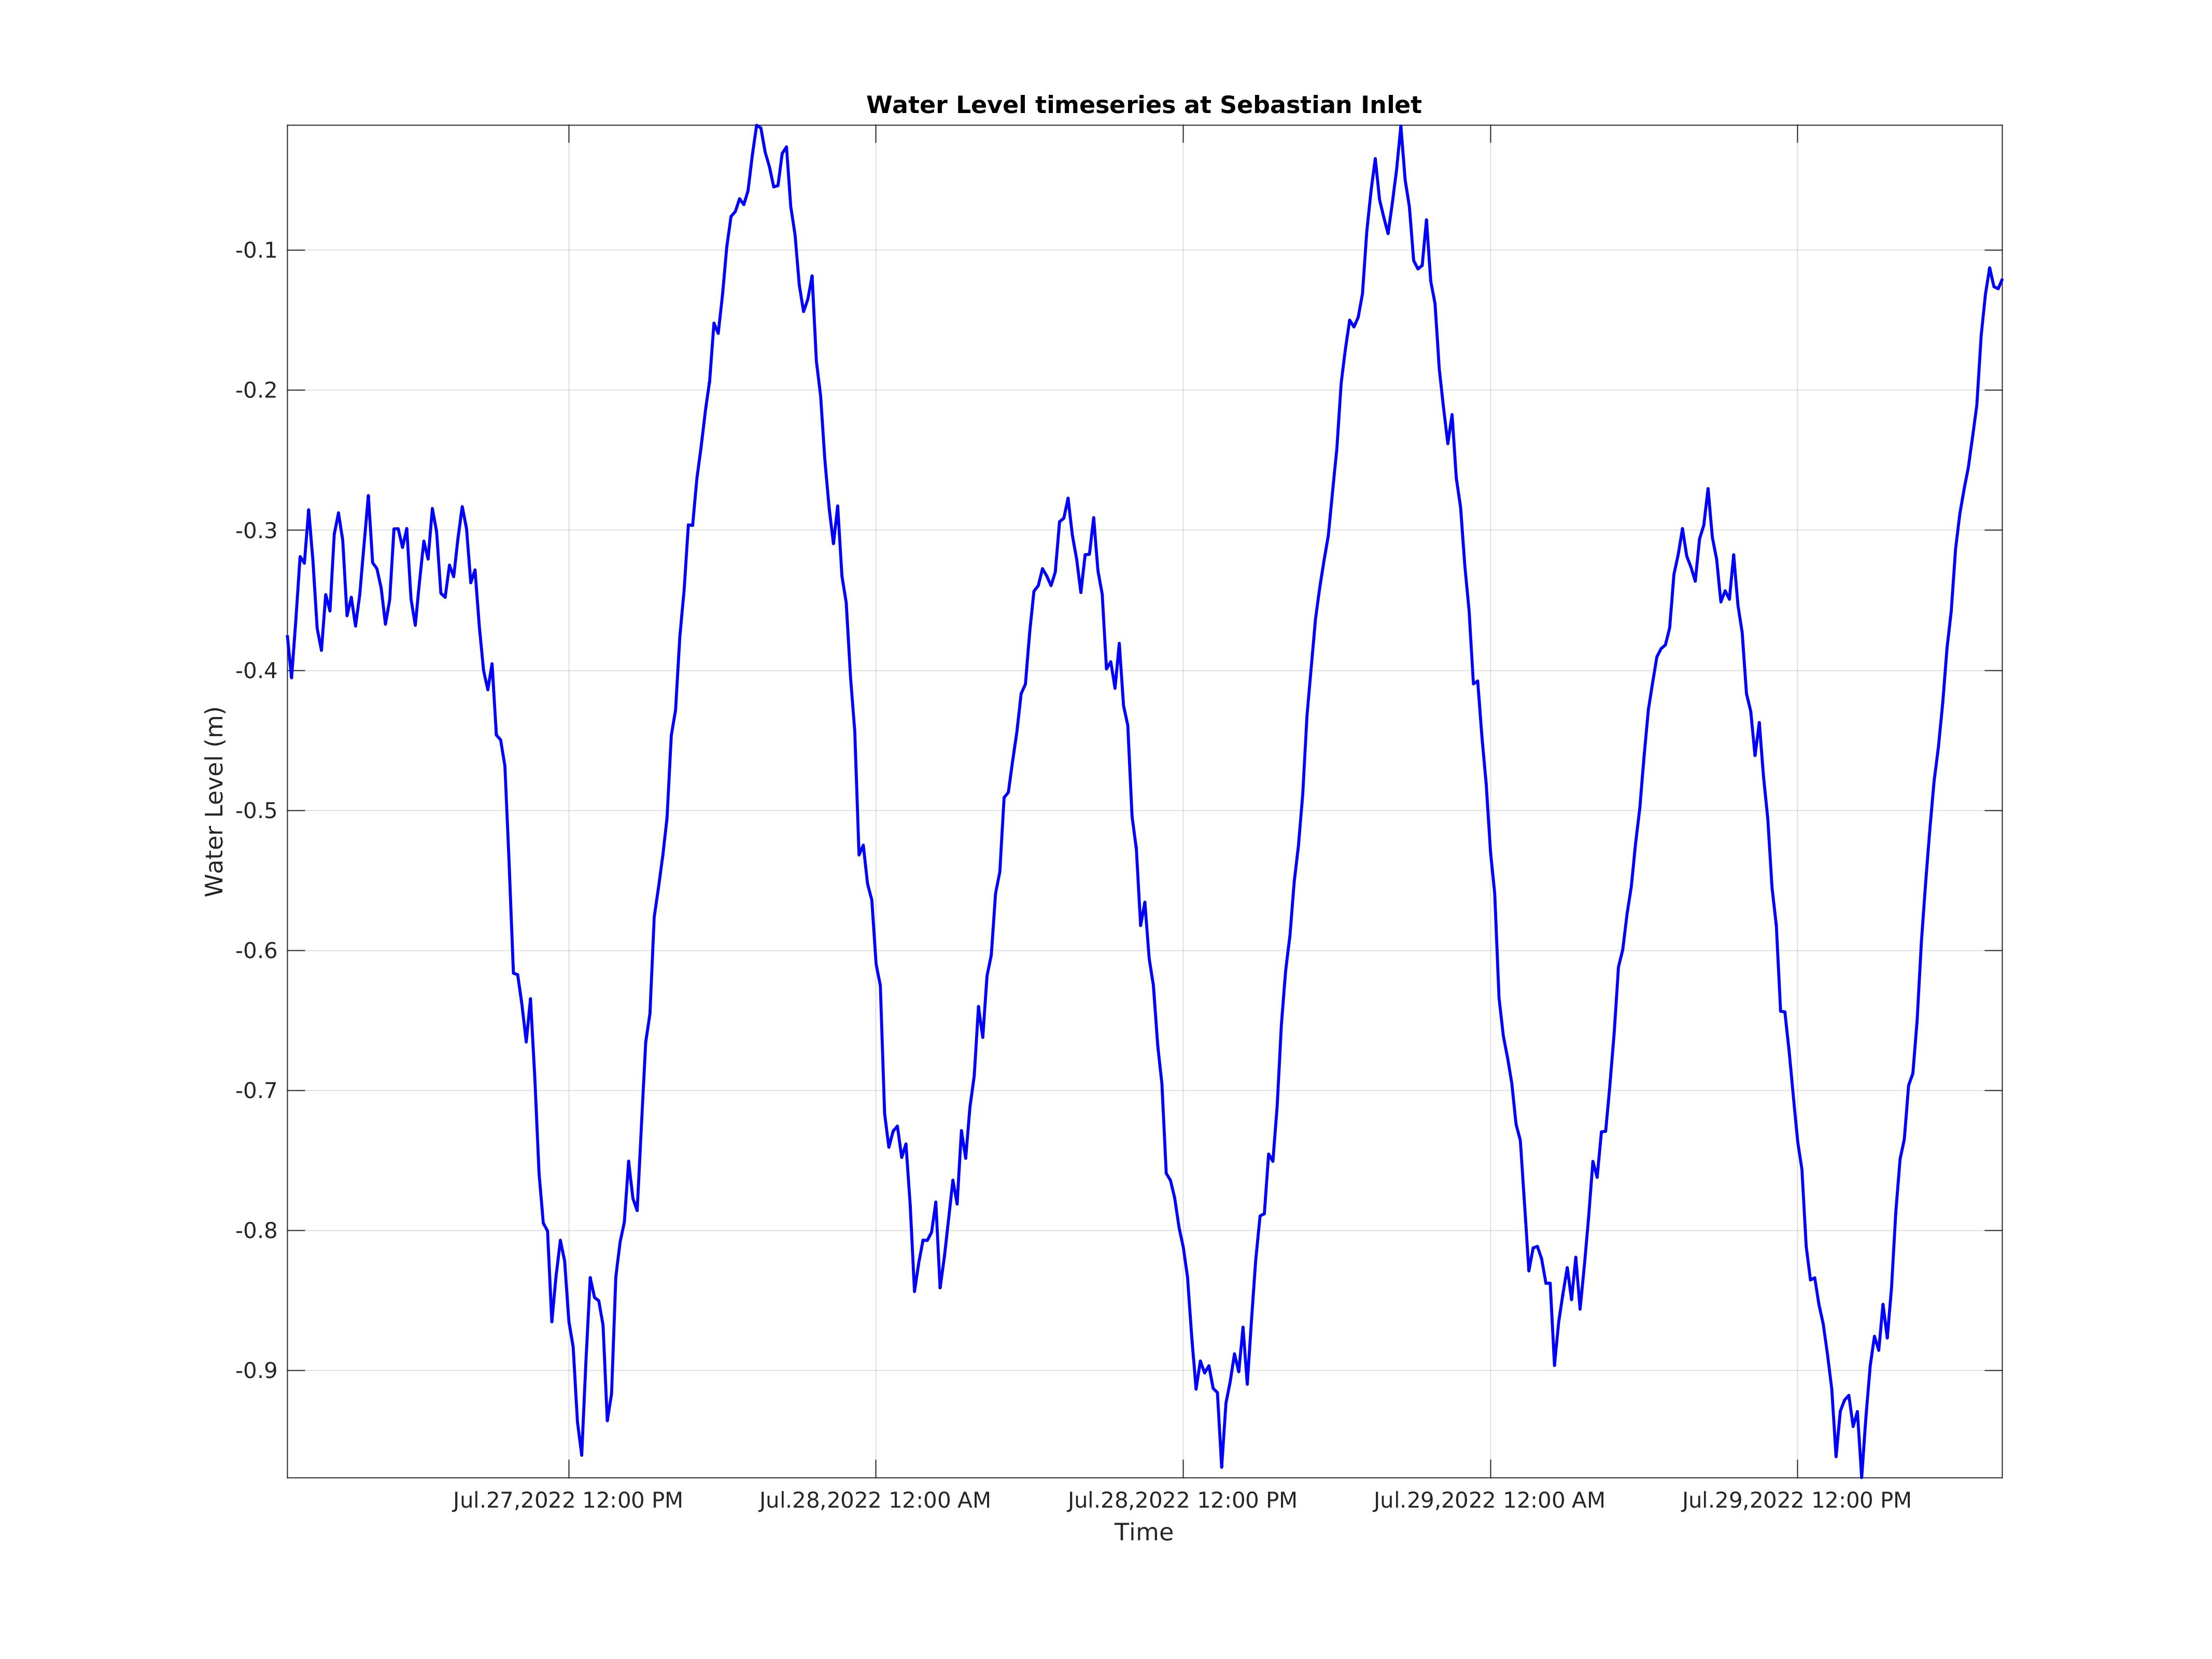 Water Level timeseries at Sebastian Inlet
-0.1
-0.2
-0.3
-0.4
-0.5
-0.6
-0.7
-0.8
-0.9
Water Level (m)
Jul.27,2022 12:00 PM
Jul.28,2022 12:00 AM
Jul.28,2022 12:00 PM
Jul.29,2022 12:00 AM
Jul.29,2022 12:00 PM
Time